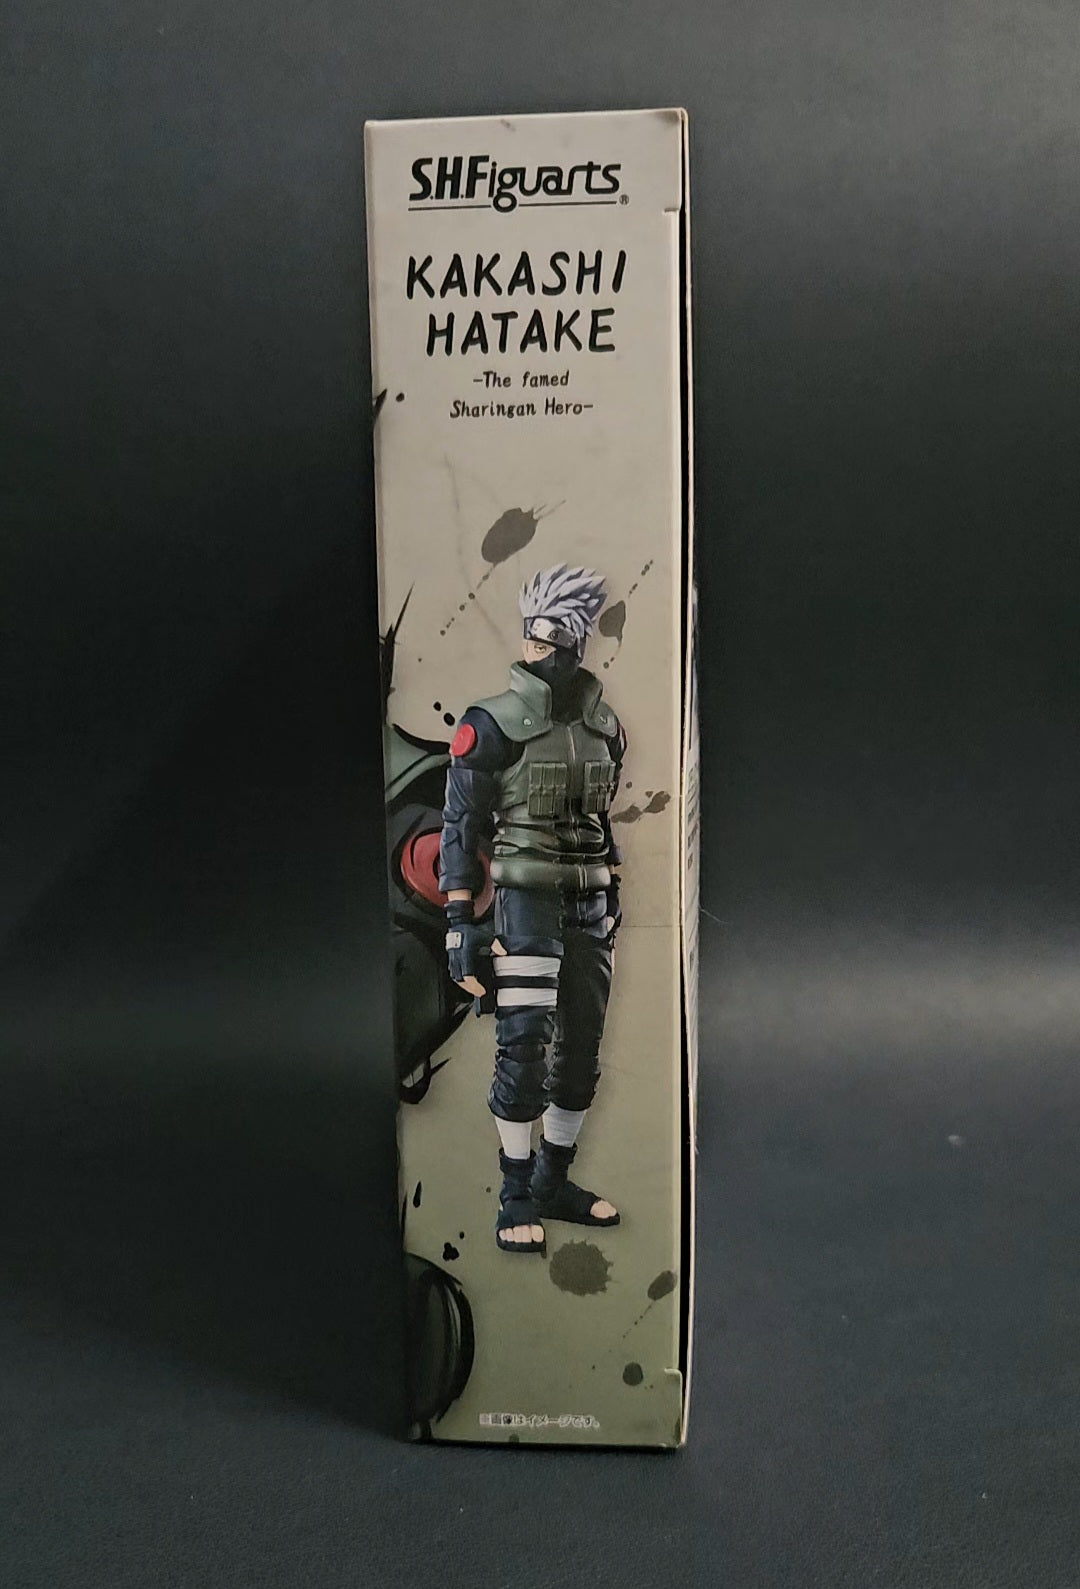 S.H.Figuarts®
KAKASHI
HATAKE
-The famed
Sharingan Hero-
※画像はイメージです。